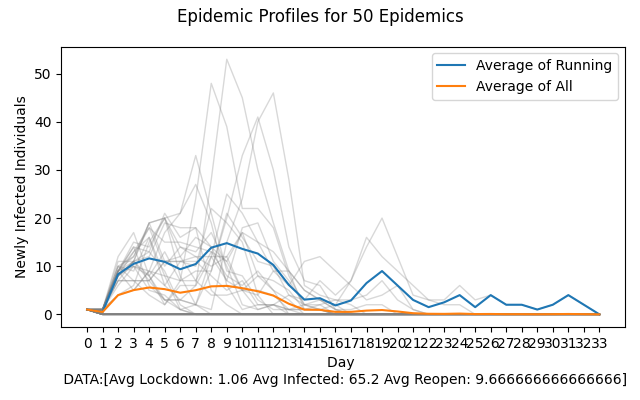 Epidemic Profiles for 50 Epidemics
Average of Running
Average of All
Newly Infected Individuals
50
40
30
20
10
0
0 1 2 3 4 5 6 7 8 9 10 11 12 13 14 15 16 17 18 19 20 21 22 23 24 25 26 27 28 29 30 31 32 33
Day
DATA:[Avg Lockdown: 1.06 Avg Infected: 65.2 Avg Reopen: 9.666666666666666]